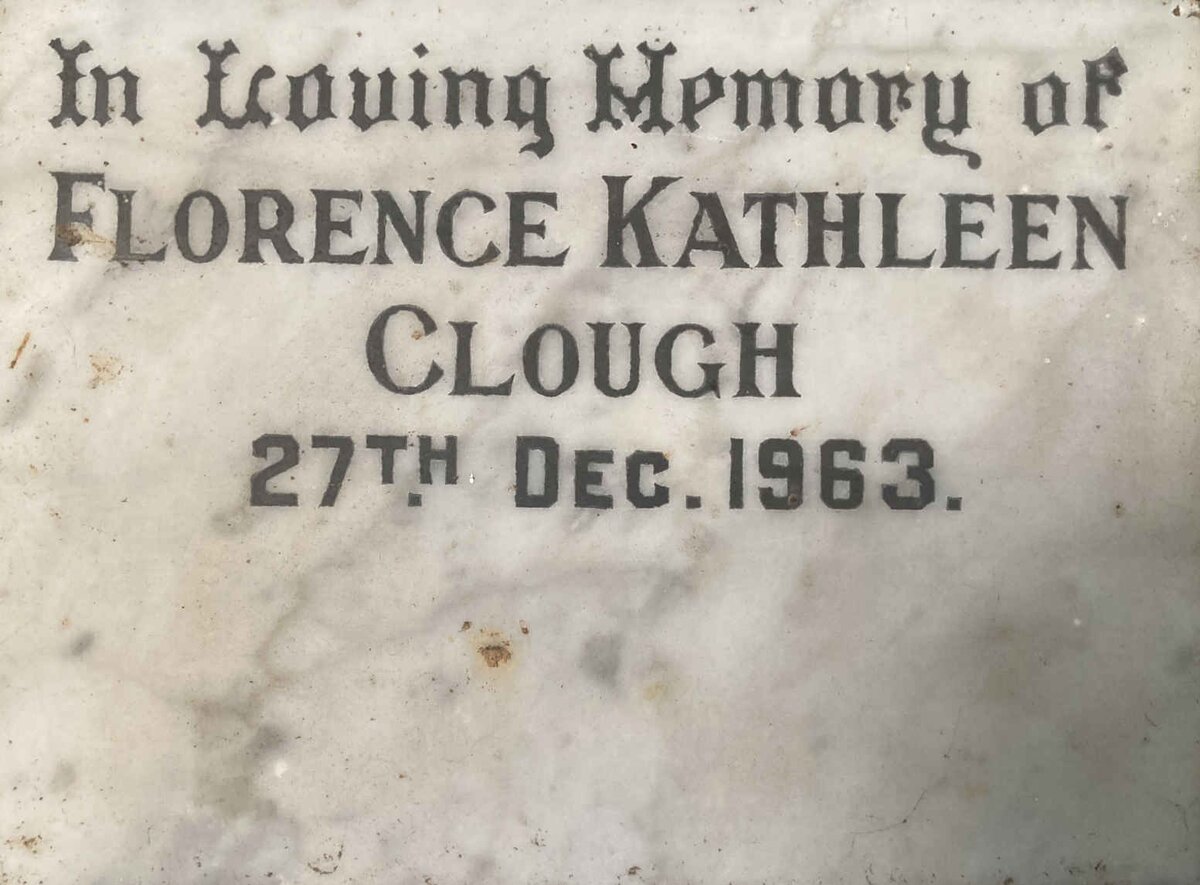 In Loving Memory of
FLORENCE KATHLEEN
CLOUGH
27TH. DEC. 1963.